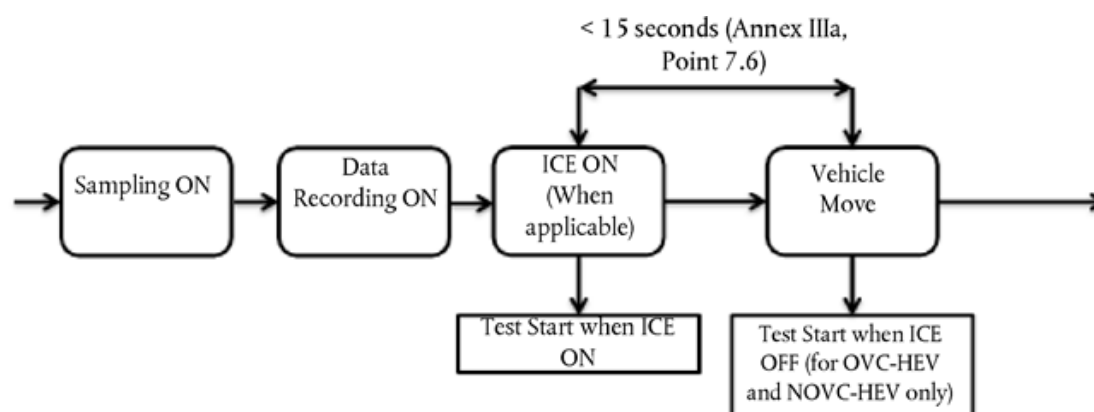 < 15 seconds (Annex IIIa,
Point 7.6)
Sampling ON
Data
Recording ON
ICE ON
(When
applicable)
Vehicle
Move
Test Start when ICE
ON
Test Start when ICE
OFF (for OVC-HEV
and NOVC-HEV only)